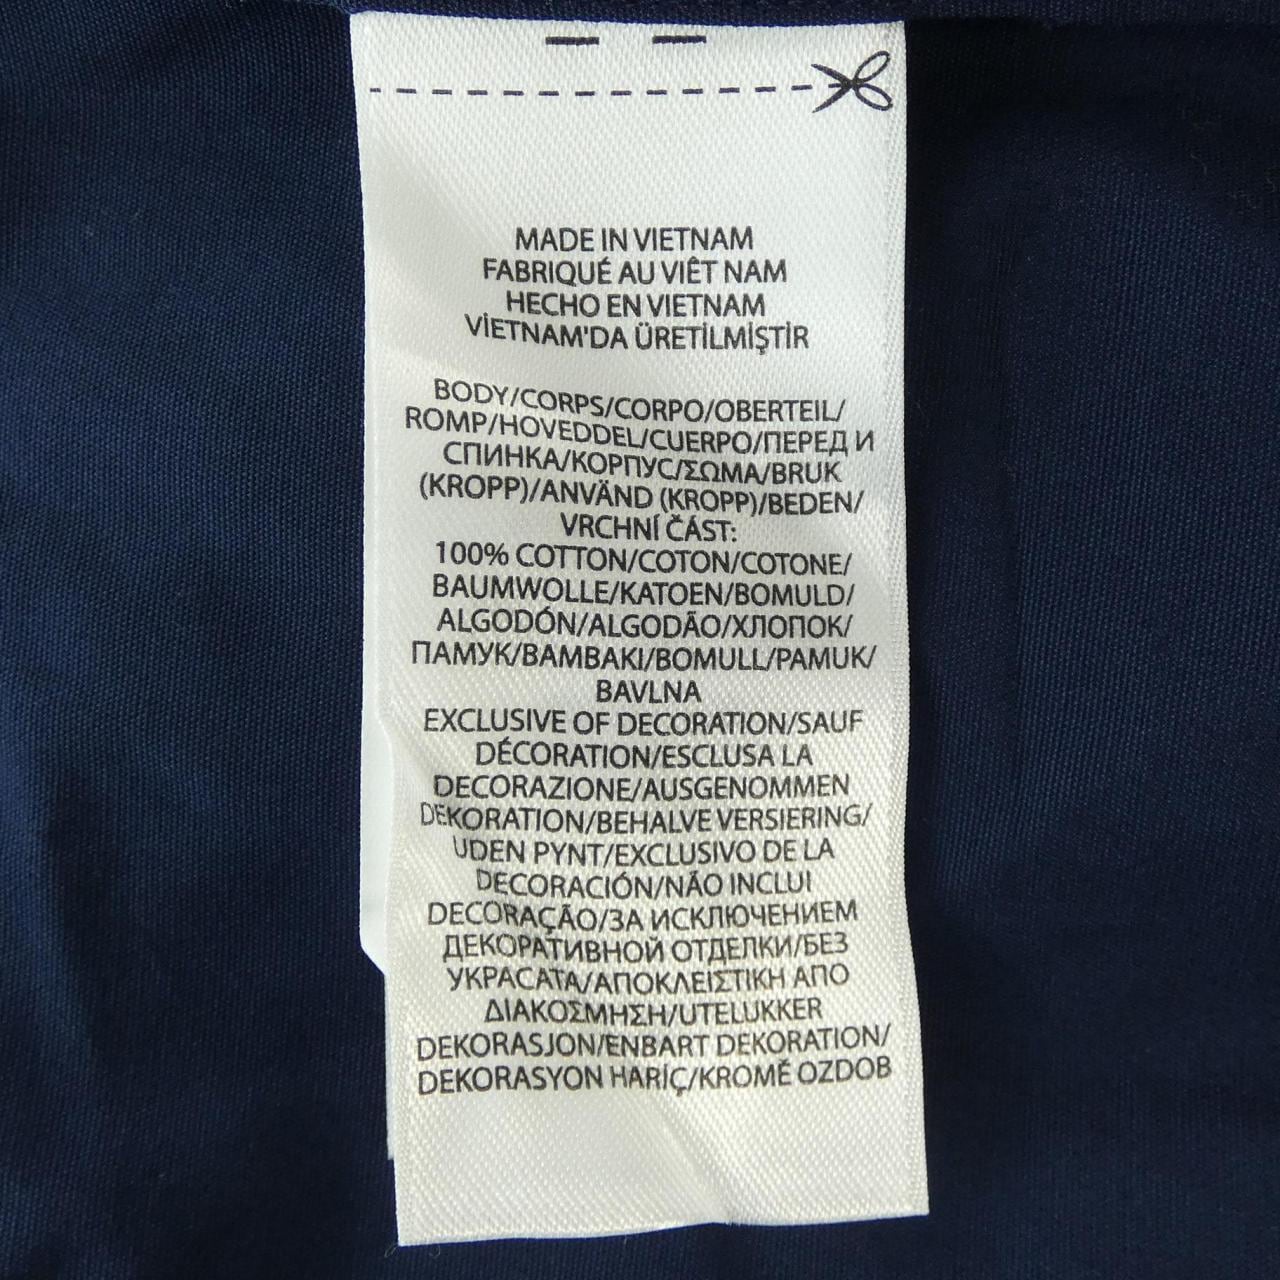 MADE IN VIETNAM
FABRIQUÉ AU VIÊT NAM
HECHO EN VIETNAM
VİETNAM'DA ÜRETİLMİŞTİR
BODY/CORPS/CORPO/OBERTEIL/
ROMP/HOVEDDEL/CUERPO/ПЕРЕД И
СПИНКА/КОРПУС/ΣΩΜΑ/BRUK
(KROPP)/ANVÄND (KROPP)/BEDEN/
VRCHNÍ ČÁST:
100% COTTON/COTON/COTONE/
BAUMWOLLE/KATOEN/BOMULD/
ALGODÓN/ALGODÃO/ХЛОПОК/
ПАМУК/ΒΑΜΒΑΚΙ/BOMULL/PAMUK/
BAVLNA
EXCLUSIVE OF DECORATION/SAUF
DÉCORATION/ESCLUSA LA
DECORAZIONE/AUSGENOMMEN
DEKORATION/BEHALVE VERSIERING/
UDEN PYNT/EXCLUSIVO DE LA
DECORACIÓN/NÃO INCLUI
DECORAÇÃO/ЗА ИСКЛЮЧЕНИЕМ
ДЕКОРАТИВНОЙ ОТДЕЛКИ/БЕЗ
УКРАСАТА/ΑΠΟΚΛΕΙΣΤΙΚΗ ΑΠΟ
ΔΙΑΚΟΣΜΗΣΗ/UTELUKKER
DEKORASJON/ENBART DEKORATION/
DEKORASYON HARİÇ/KROMĚ OZDOB